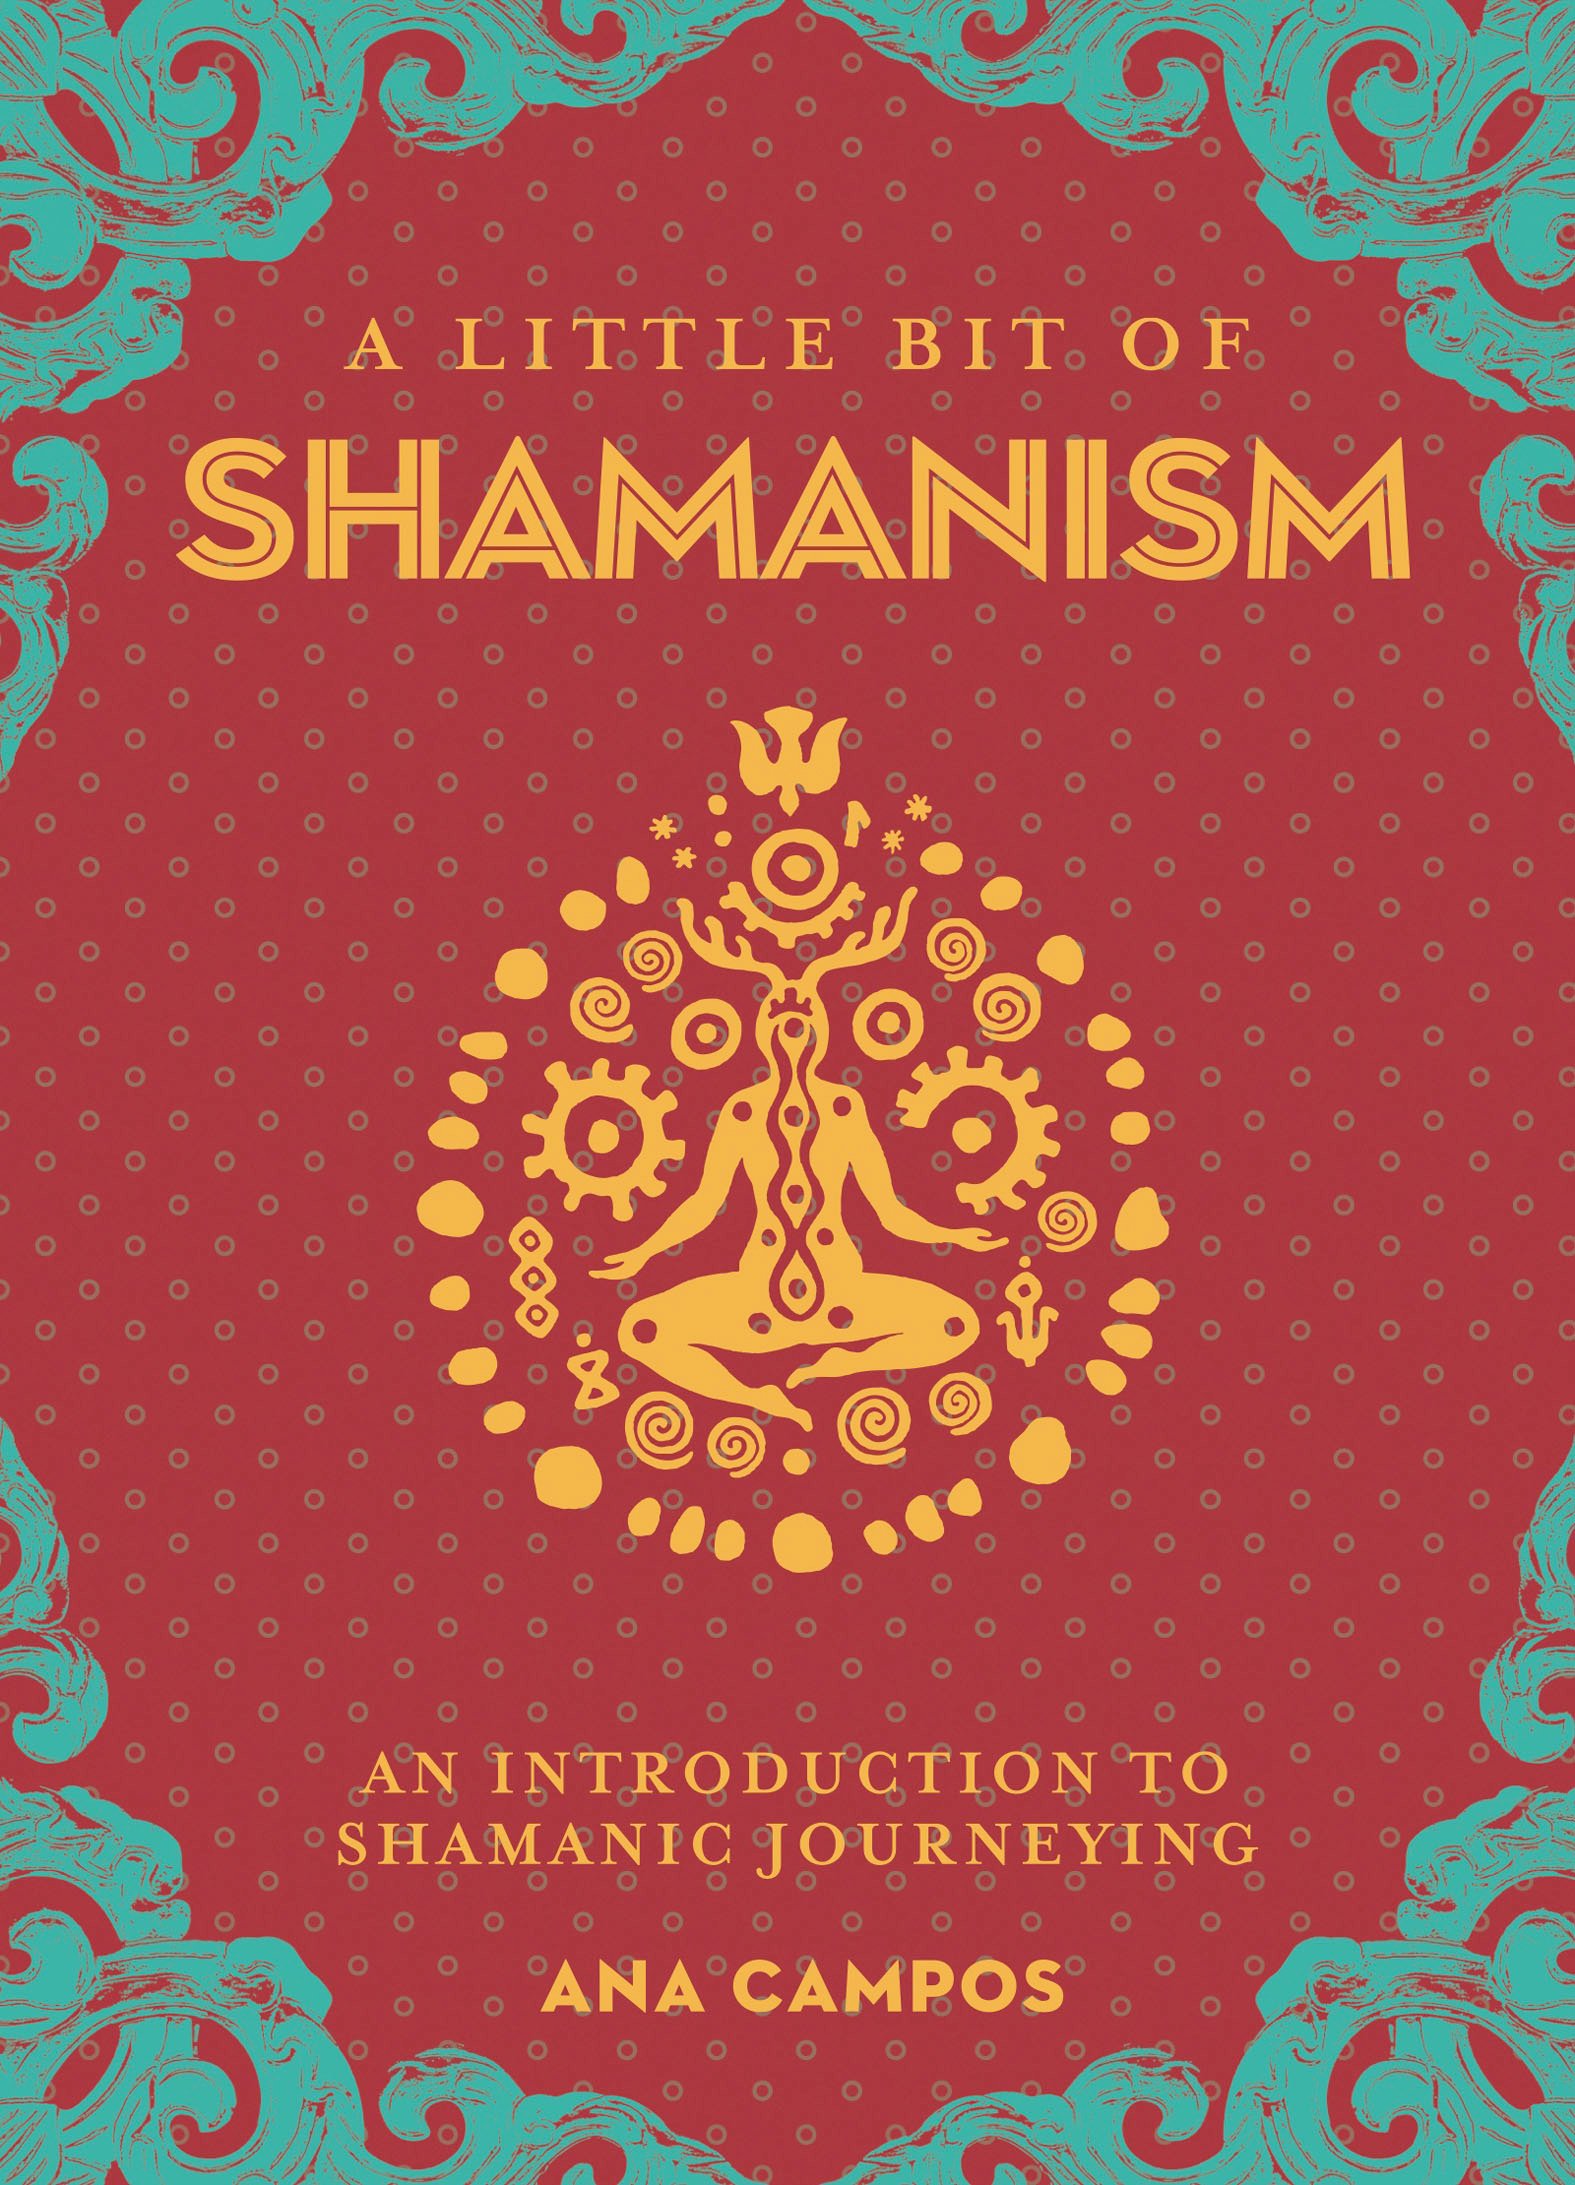 A LITTLE BIT OF
SHAMANISM
AN INTRODUCTION TO
SHAMANIC JOURNEYING
ANA CAMPOS